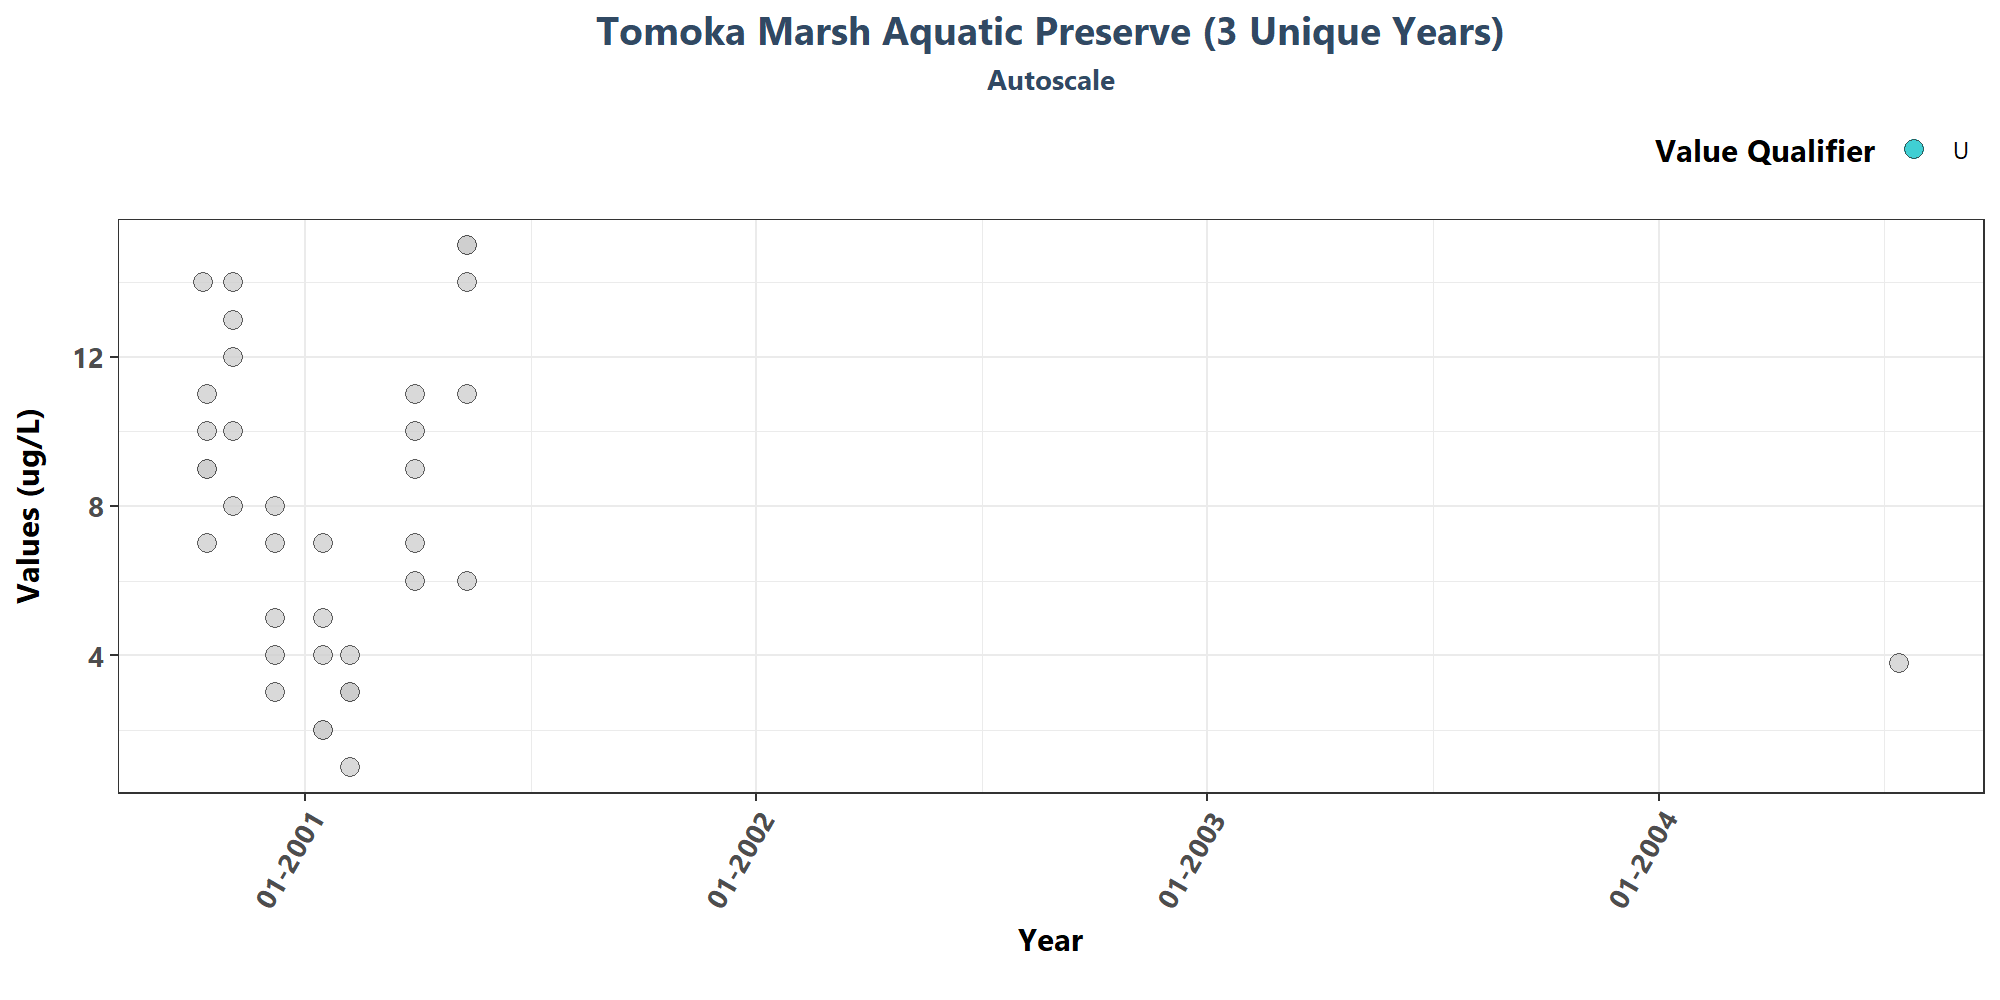 Tomoka Marsh Aquatic Preserve (3 Unique Years)
Autoscale
Value Qualifier U
12
8
4
Values (ug/L)
01-2001 01-2002 01-2003 01-2004
Year